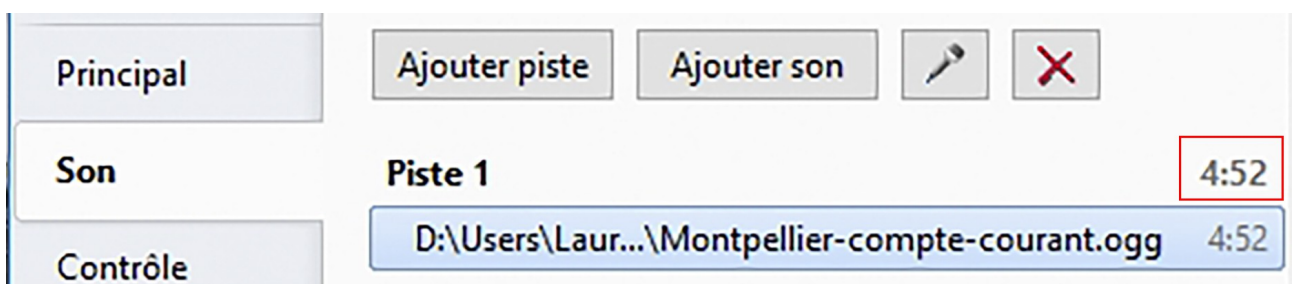 Principal
Ajouter piste
Ajouter son
Son
Piste 1
4:52
D:\Users\Laur...\Montpellier-compte-courant.ogg
4:52
Contrôle